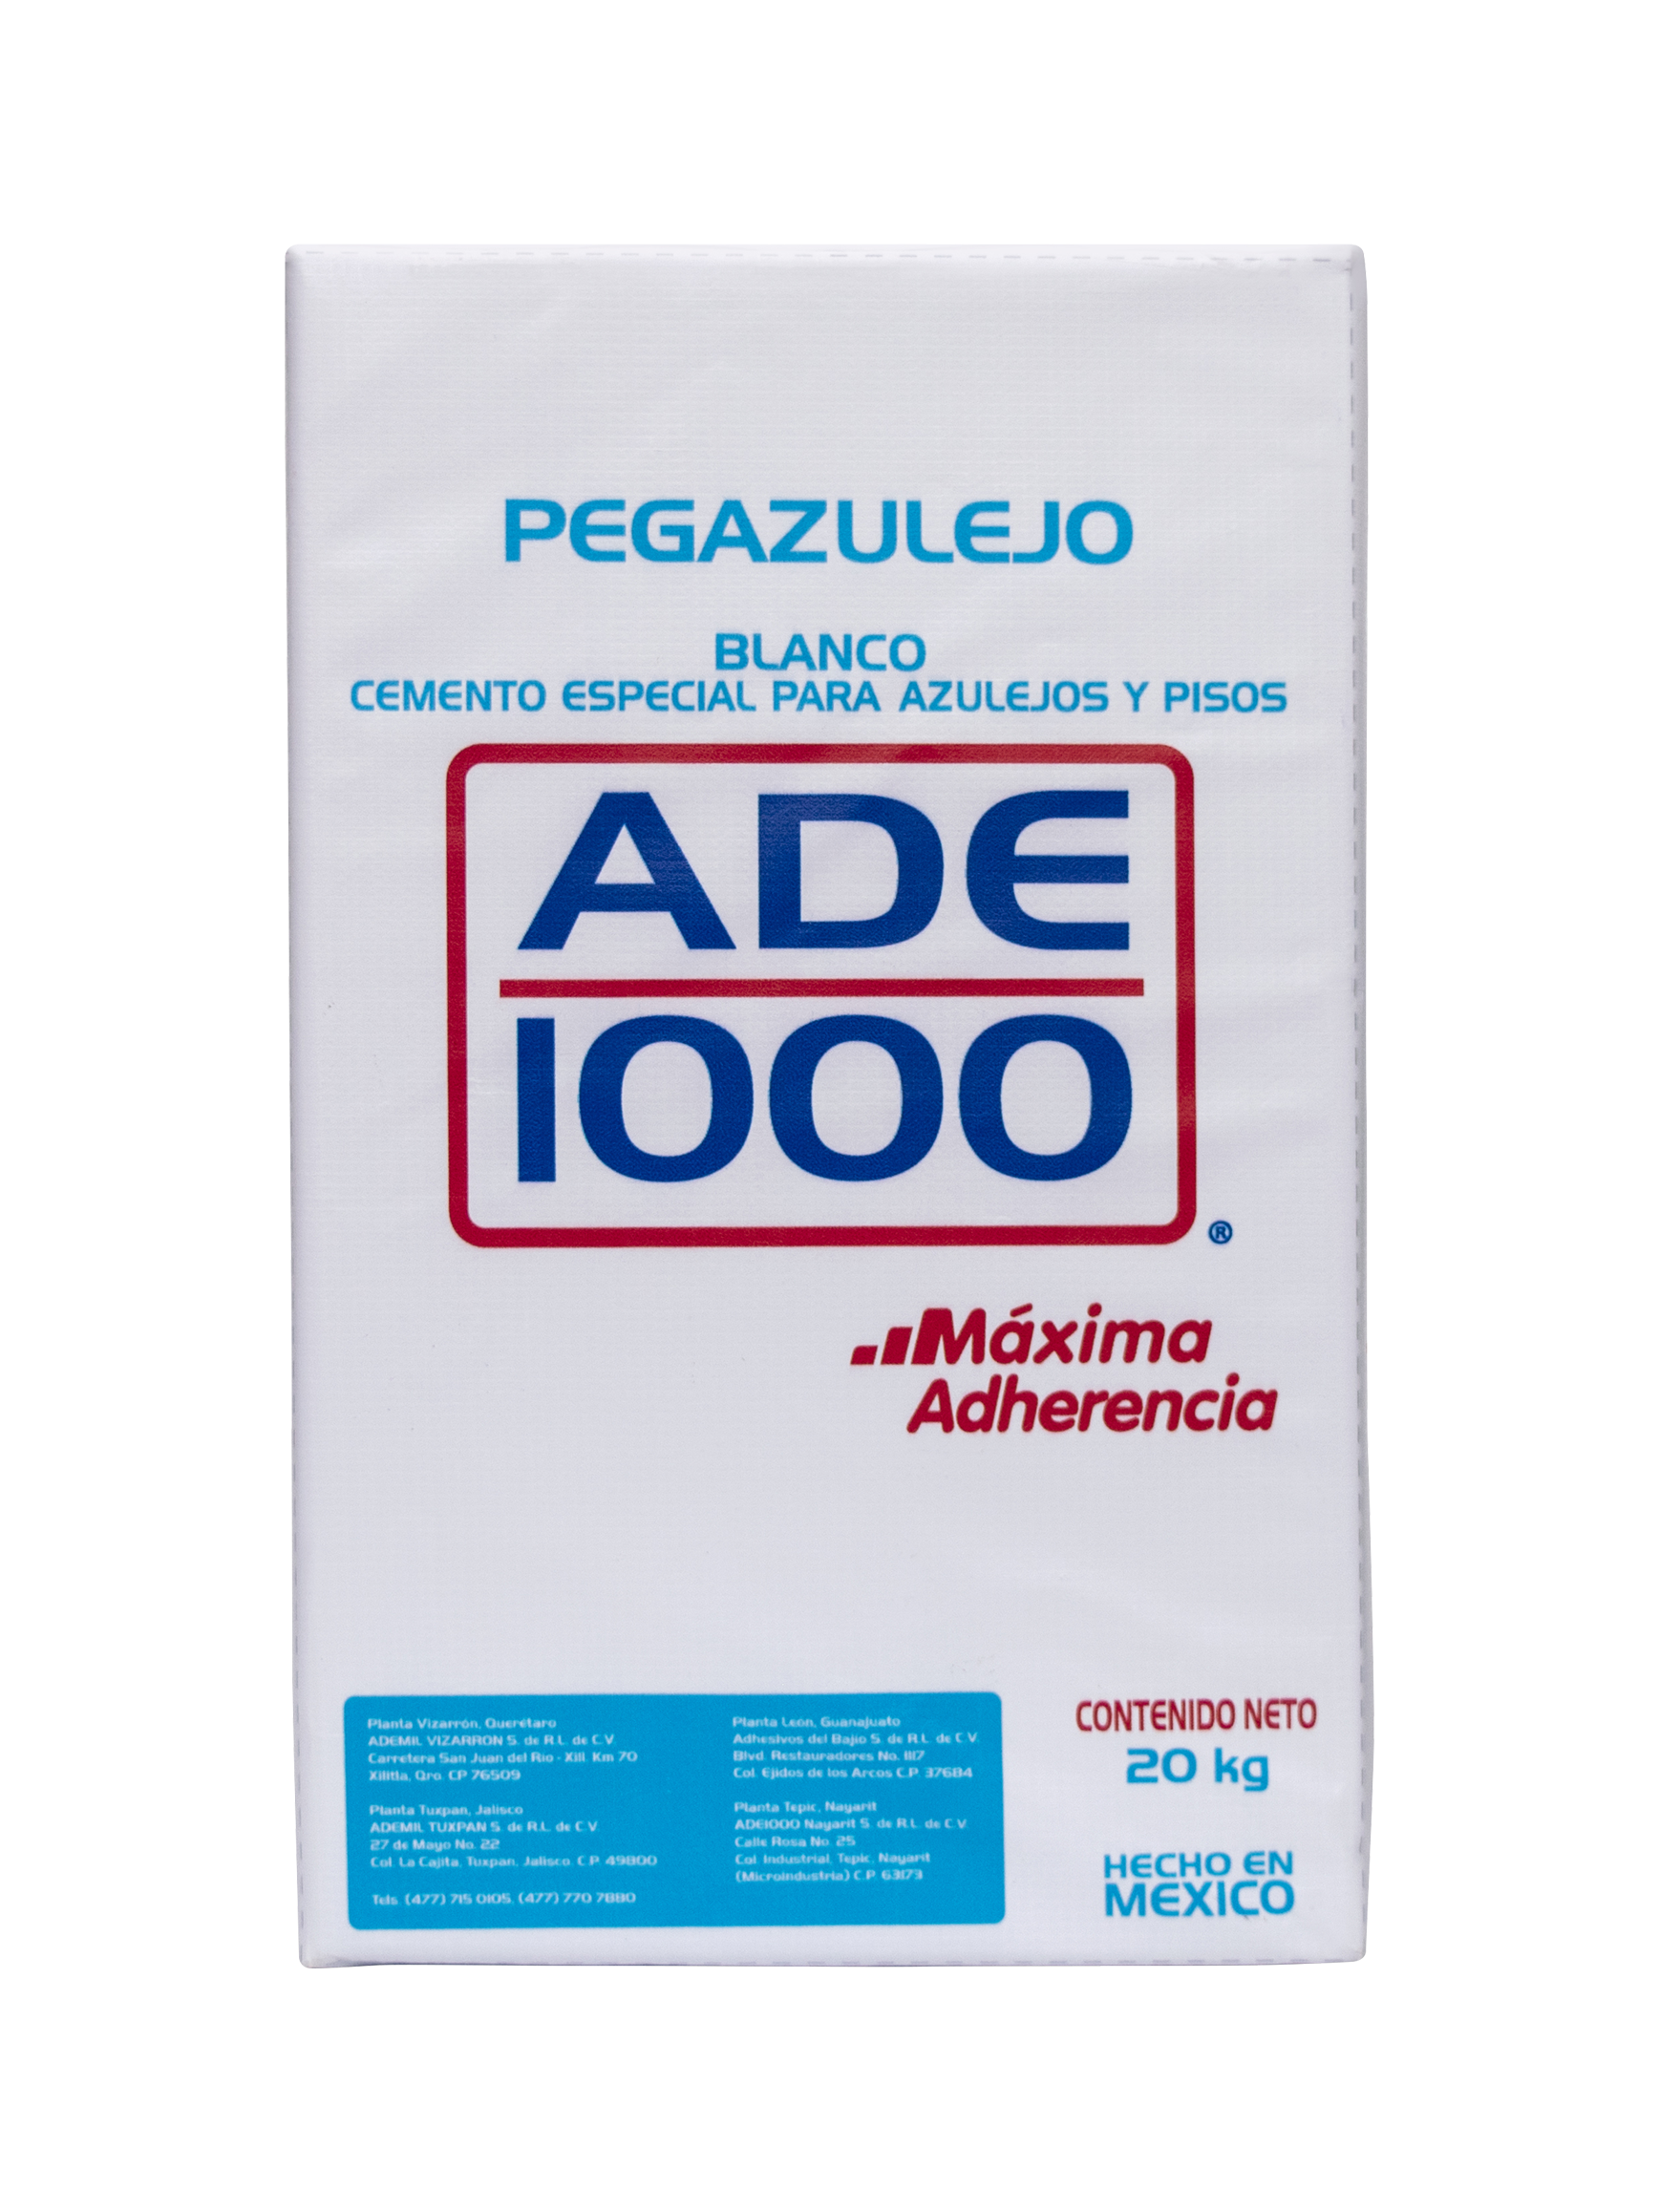 PEGAZULEJO
BLANCO
CEMENTO ESPECIAL PARA AZULEJOS Y PISOS
ADE
1000
®
Máxima
Adherencia
Planta Vizarrón, Querétaro
ADEMIL VIZARRON S. de R.L. de C.V.
Carretera San Juan del Rio - Xill. Km 70
Xilitla, Qro. CP 76509
Planta Tuxpan, Jalisco
ADEMIL TUXPAN S. de R.L. de C.V.
27 de Mayo No. 22
Col. La Cajita, Tuxpan, Jalisco. C.P. 49800
Tels. (477) 715 0105, (477) 770 7880
Planta León, Guanajuato
Adhesivos del Bajio S. de R.L. de C.V.
Blvd. Restauradores No. 1117
Col. Ejidos de los Arcos C.P. 37684
Planta Tepic, Nayarit
ADE1000 Nayarit S. de R.L. de C.V.
Calle Rosa No. 25
Col. Industrial, Tepic, Nayarit
(Microindustria) C.P. 63173
CONTENIDO NETO
20 kg
HECHO EN
MEXICO